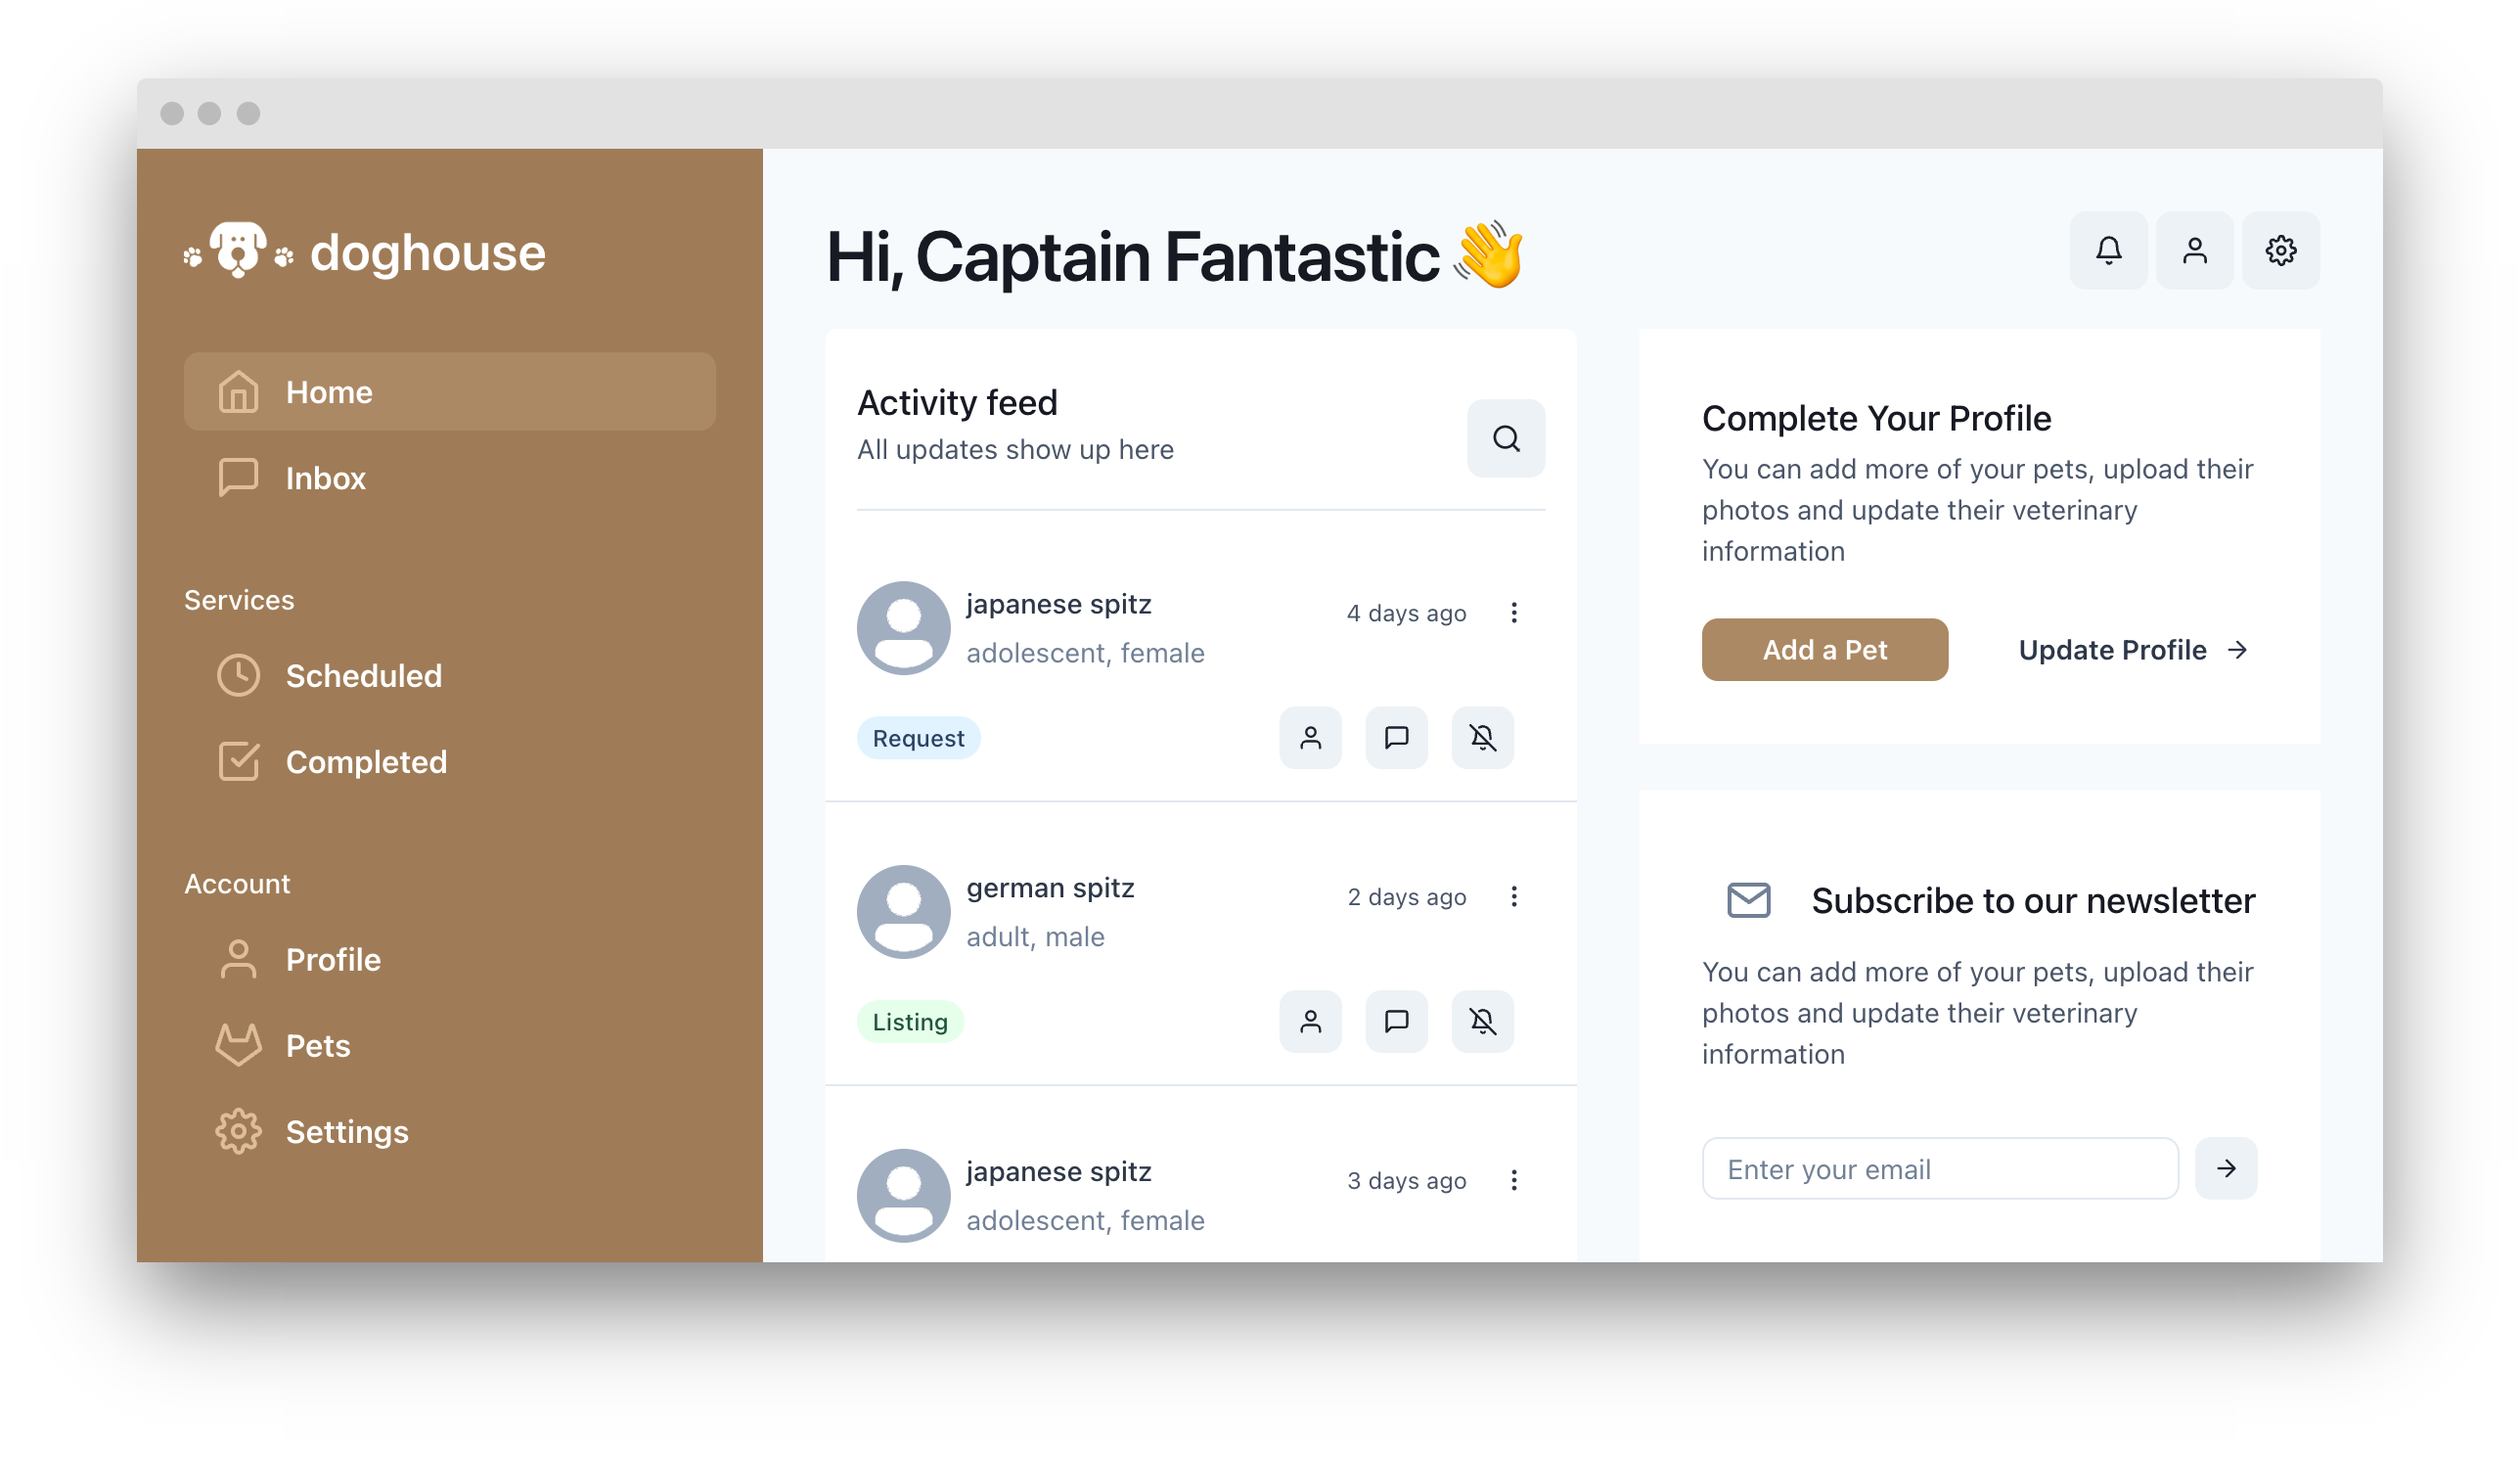 doghouse
Home
Inbox
Services
Scheduled
Completed
Account
Profile
Pets
Settings
Hi, Captain Fantastic 👋
Activity feed
All updates show up here
japanese spitz
4 days ago
adolescent, female
Request
german spitz
2 days ago
adult, male
Listing
japanese spitz
3 days ago
adolescent, female
Complete Your Profile
You can add more of your pets, upload their
photos and update their veterinary
information
Add a Pet
Update Profile →
Subscribe to our newsletter
You can add more of your pets, upload their
photos and update their veterinary
information
Enter your email